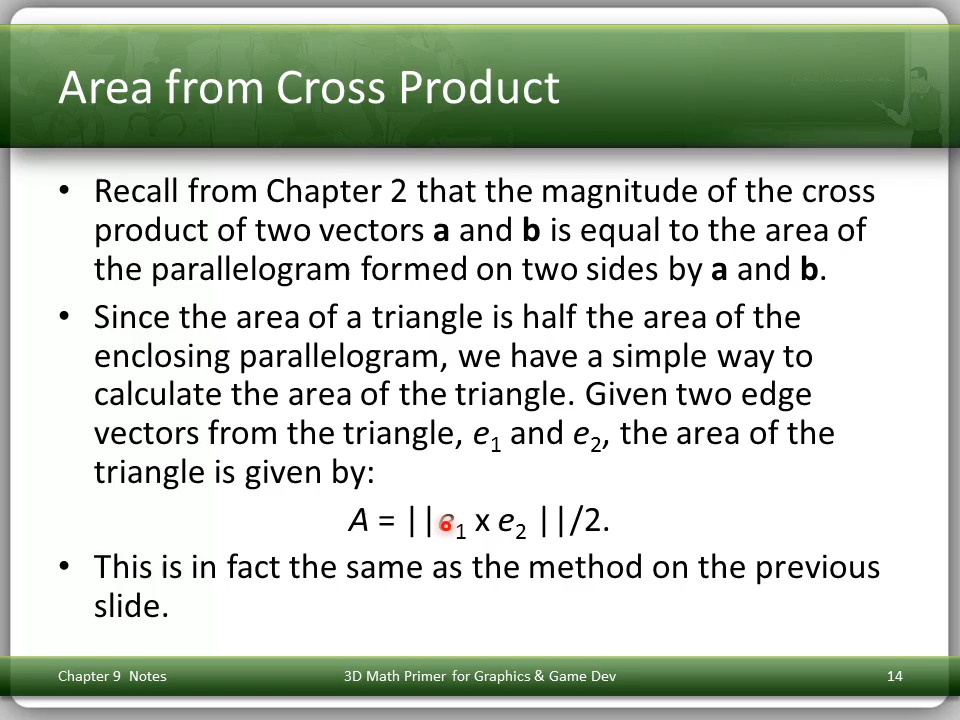 Area from Cross Product
• Recall from Chapter 2 that the magnitude of the cross
product of two vectors a and b is equal to the area of
the parallelogram formed on two sides by a and b.
• Since the area of a triangle is half the area of the
enclosing parallelogram, we have a simple way to
calculate the area of the triangle. Given two edge
vectors from the triangle, e₁ and e₂, the area of the
triangle is given by:
A = ||e₁ x e₂ ||/2.
• This is in fact the same as the method on the previous
slide.
Chapter 9 Notes
3D Math Primer for Graphics & Game Dev
14